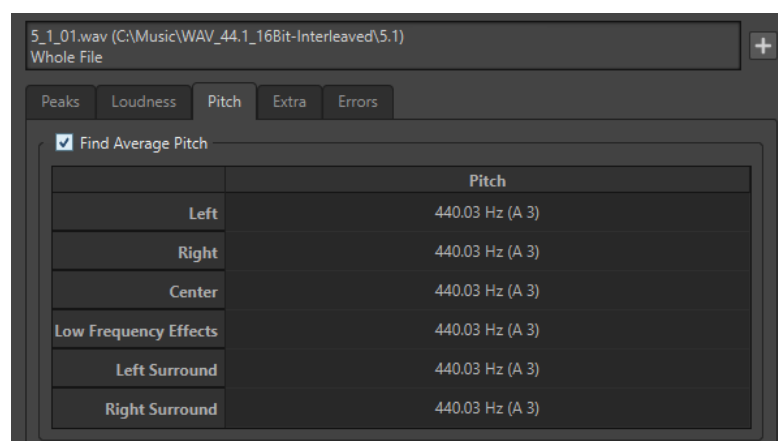 5_1_01.wav (C:\Music\WAV_44.1_16Bit-Interleaved\5.1)
Whole File
+
Peaks Loudness Pitch Extra Errors
Find Average Pitch
Pitch
Left 440.03 Hz (A 3)
Right 440.03 Hz (A 3)
Center 440.03 Hz (A 3)
Low Frequency Effects 440.03 Hz (A 3)
Left Surround 440.03 Hz (A 3)
Right Surround 440.03 Hz (A 3)